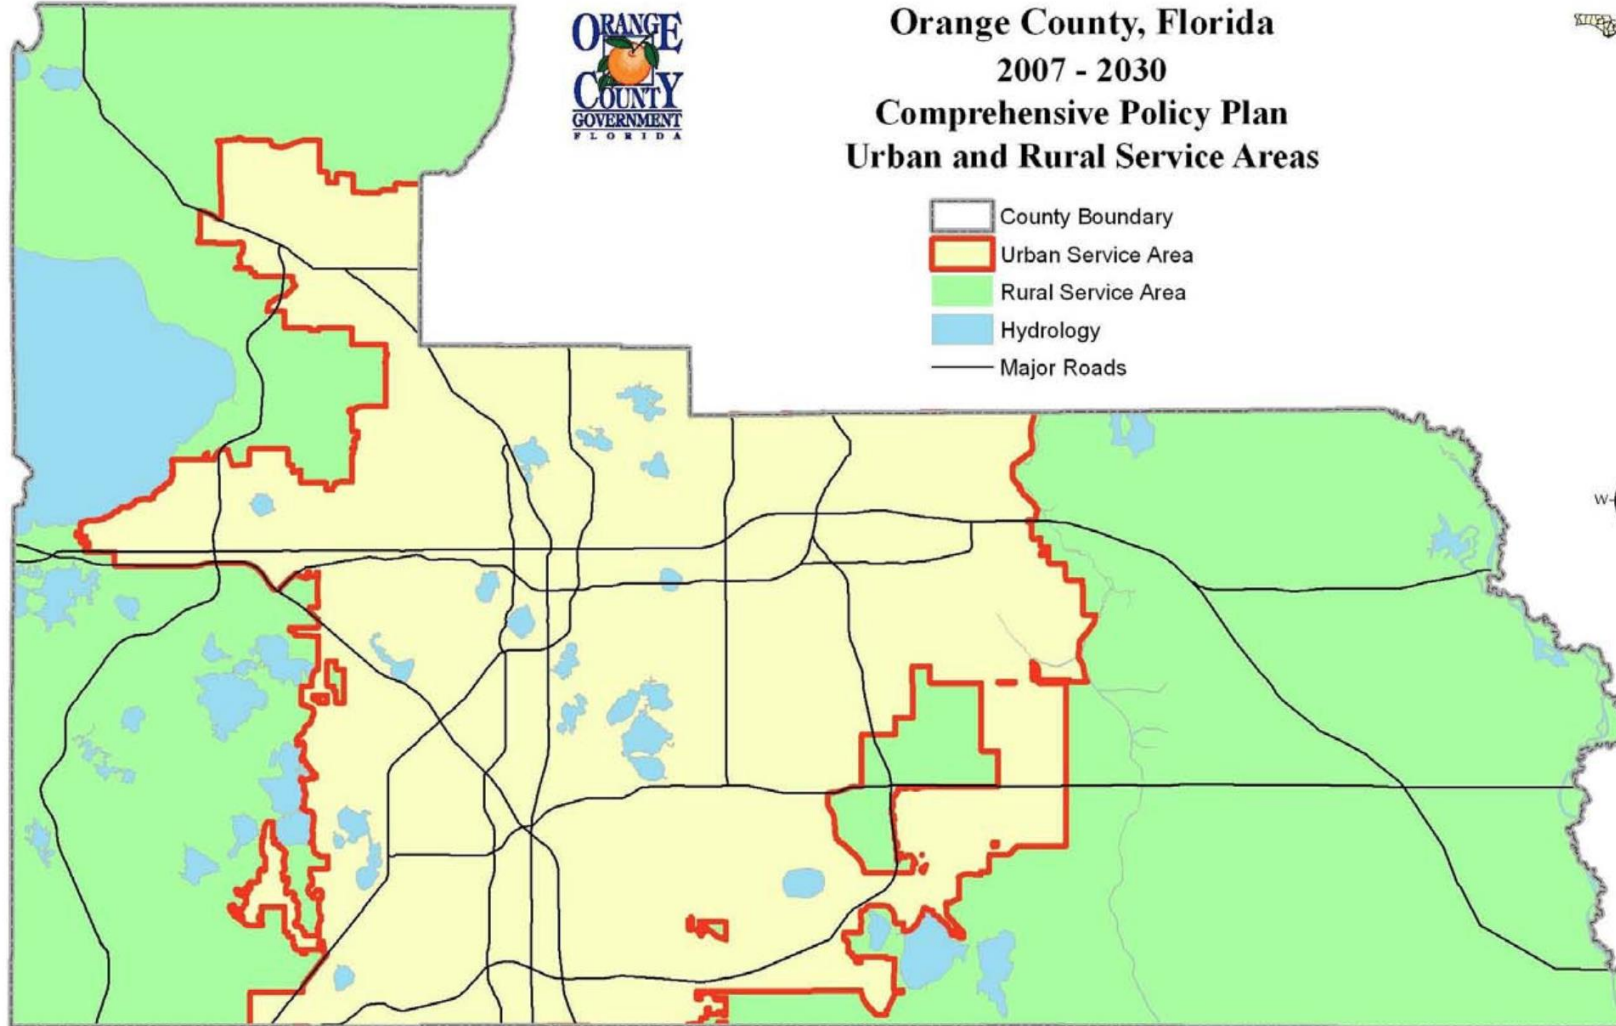 ORANGE
COUNTY
GOVERNMENT
FLORIDA
Orange County, Florida
2007 - 2030
Comprehensive Policy Plan
Urban and Rural Service Areas
County Boundary
Urban Service Area
Rural Service Area
Hydrology
Major Roads
W